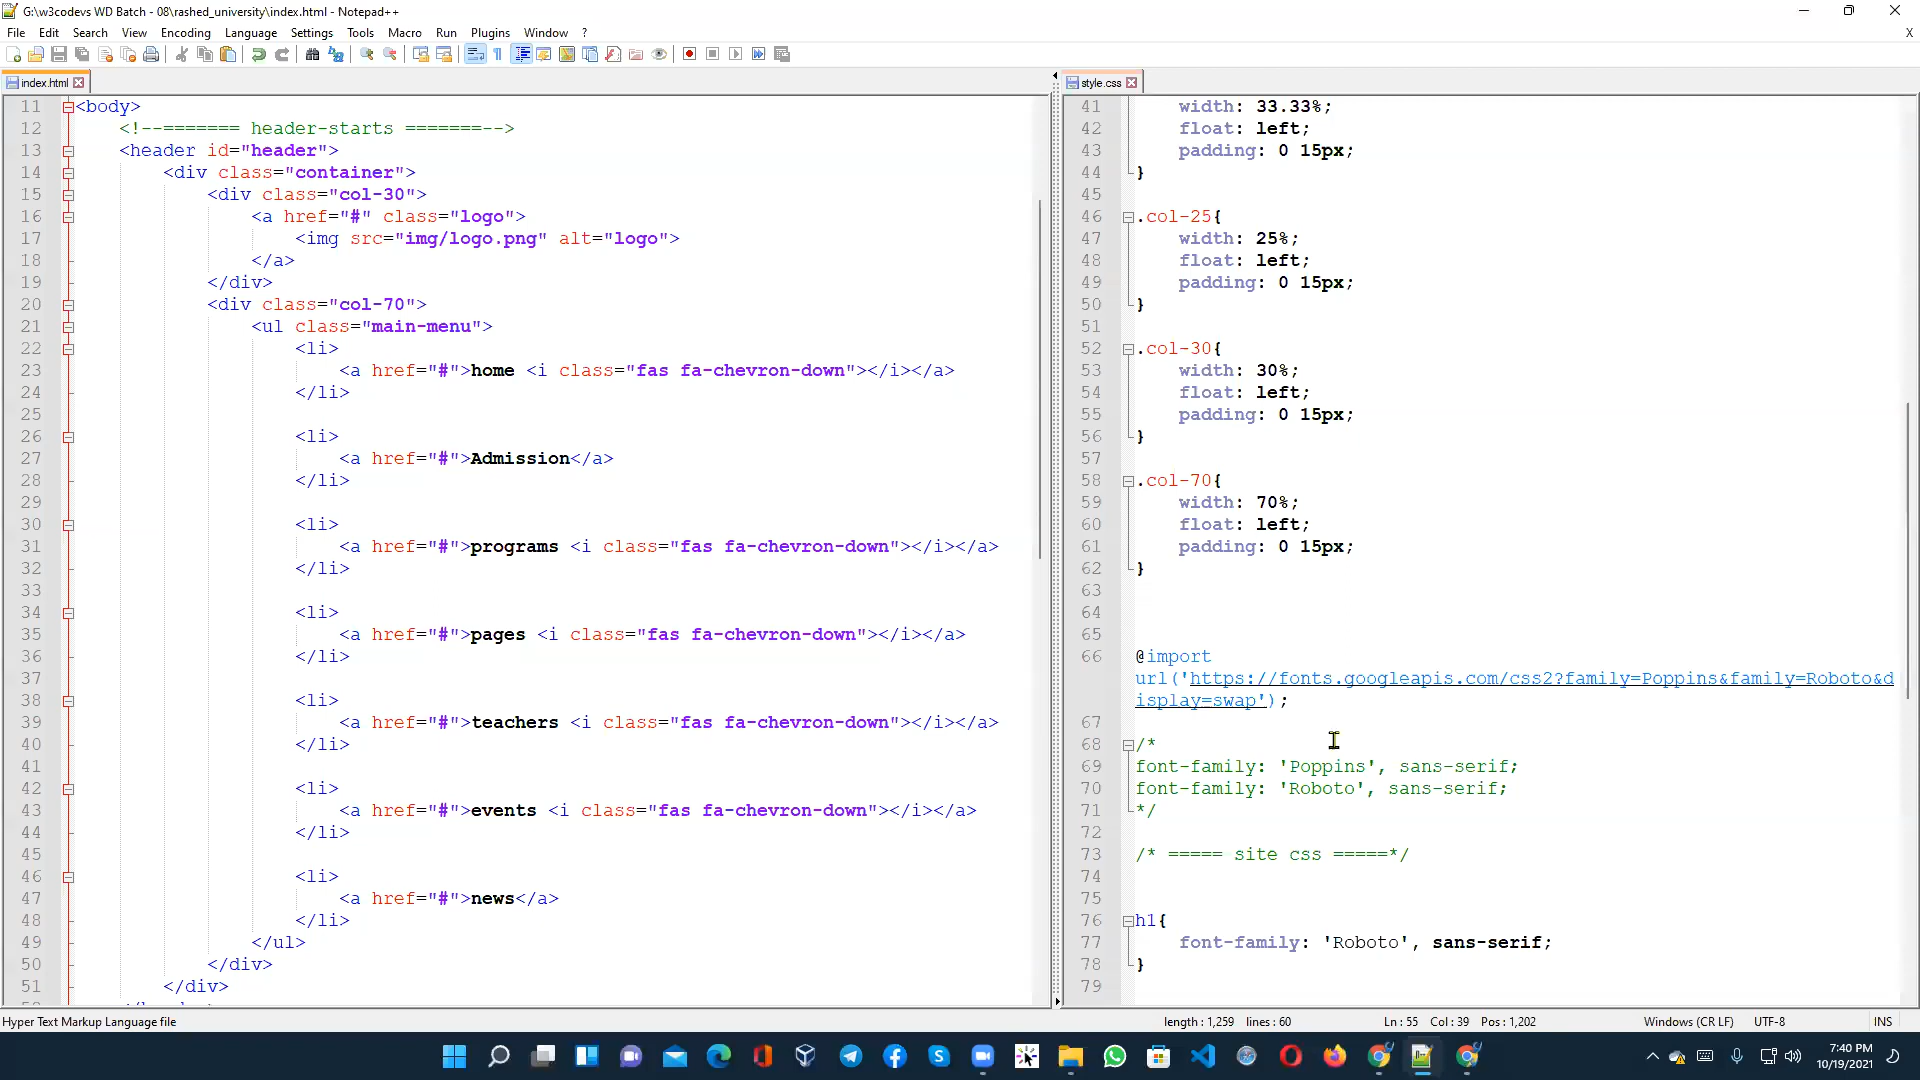 G:\w3codevs WD Batch - 08\rashed_university\index.html - Notepad++
File Edit Search View Encoding Language Settings Tools Macro Run Plugins Window ? X
index.html
11 <body>
12 <!--======= header-starts =======-->
13 <header id="header">
14 <div class="container">
15 <div class="col-30">
16 <a href="#" class="logo">
17 <img src="img/logo.png" alt="logo">
18 </a>
19 </div>
20 <div class="col-70">
21 <ul class="main-menu">
22 <li>
23 <a href="#">home <i class="fas fa-chevron-down"></i></a>
24 </li>
25
26 <li>
27 <a href="#">Admission</a>
28 </li>
29
30 <li>
31 <a href="#">programs <i class="fas fa-chevron-down"></i></a>
32 </li>
33
34 <li>
35 <a href="#">pages <i class="fas fa-chevron-down"></i></a>
36 </li>
37
38 <li>
39 <a href="#">teachers <i class="fas fa-chevron-down"></i></a>
40 </li>
41
42 <li>
43 <a href="#">events <i class="fas fa-chevron-down"></i></a>
44 </li>
45
46 <li>
47 <a href="#">news</a>
48 </li>
49 </ul>
50 </div>
51 </div>
style.css
41 width: 33.33%;
42 float: left;
43 padding: 0 15px;
44 }
45
46 .col-25{
47 width: 25%;
48 float: left;
49 padding: 0 15px;
50 }
51
52 .col-30{
53 width: 30%;
54 float: left;
55 padding: 0 15px;
56 }
57
58 .col-70{
59 width: 70%;
60 float: left;
61 padding: 0 15px;
62 }
63
64
65
66 @import
url('https://fonts.googleapis.com/css2?family=Poppins&family=Roboto&d
isplay=swap');
67
68 /*
69 font-family: 'Poppins', sans-serif;
70 font-family: 'Roboto', sans-serif;
71 */
72
73 /* ===== site css =====*/
74
75
76 h1{
77 font-family: 'Roboto', sans-serif;
78 }
79
Hyper Text Markup Language file length : 1,259 lines : 60 Ln : 55 Col : 39 Pos : 1,202 Windows (CR LF) UTF-8 INS
7:40 PM
10/19/2021